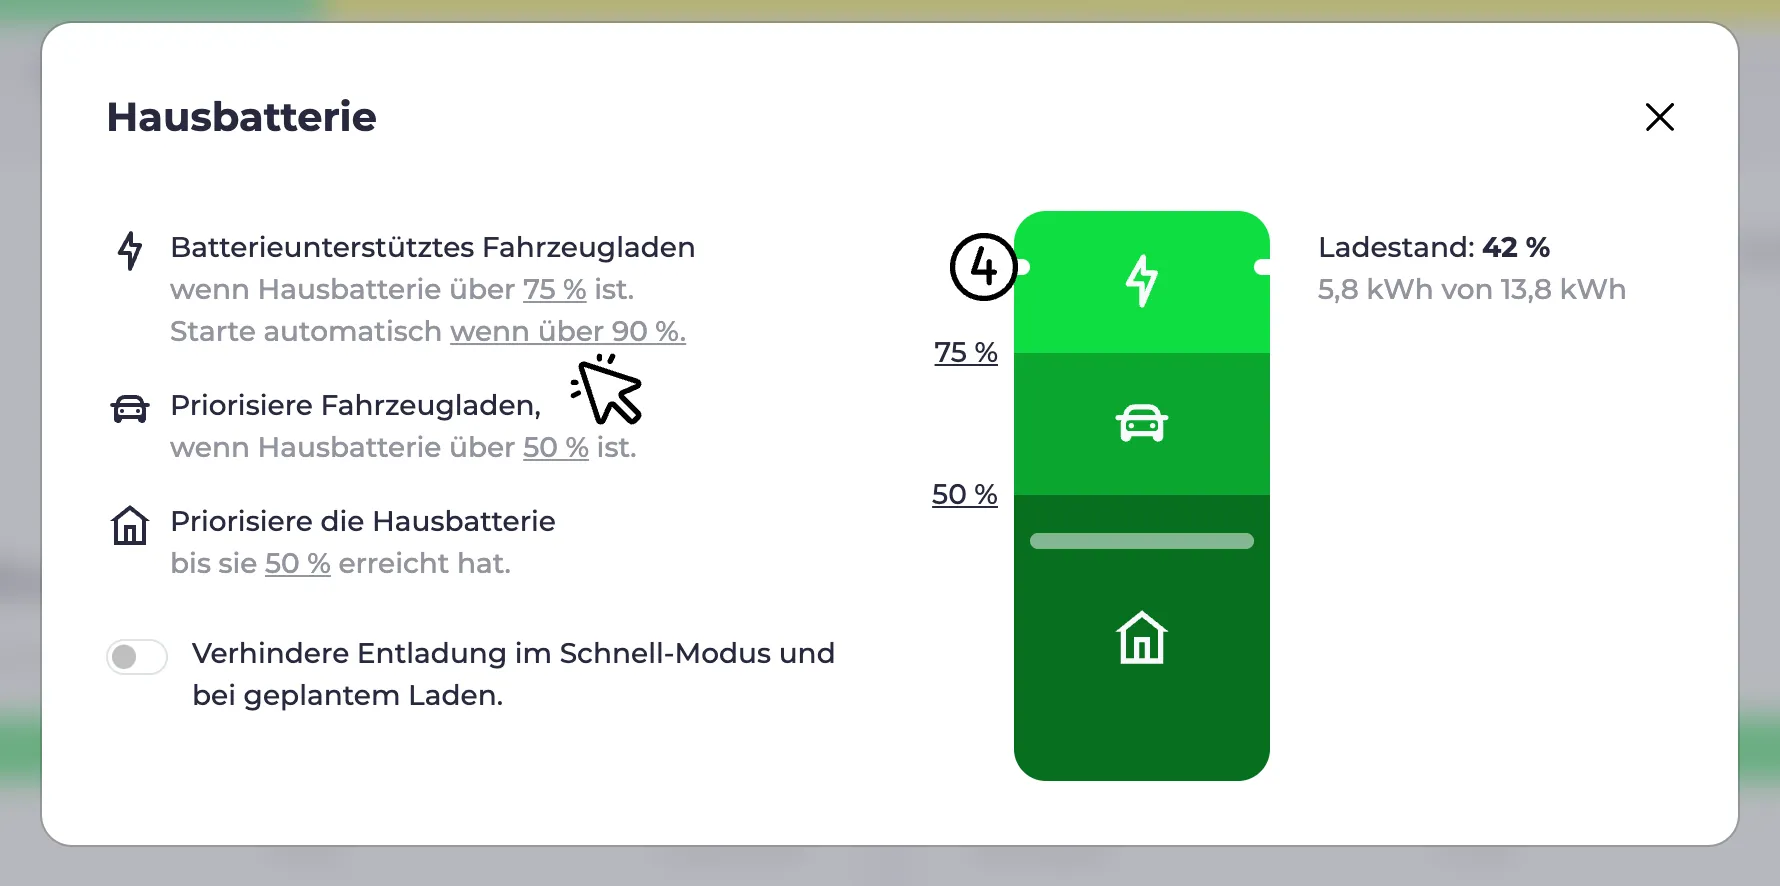 Hausbatterie
Batterieunterstütztes Fahrzeugladen
wenn Hausbatterie über 75 % ist.
Starte automatisch wenn über 90 %.
Priorisiere Fahrzeugladen,
wenn Hausbatterie über 50 % ist.
Priorisiere die Hausbatterie
bis sie 50 % erreicht hat.
Verhindere Entladung im Schnell-Modus und
bei geplantem Laden.
4
75 %
50 %
Ladestand: 42 %
5,8 kWh von 13,8 kWh